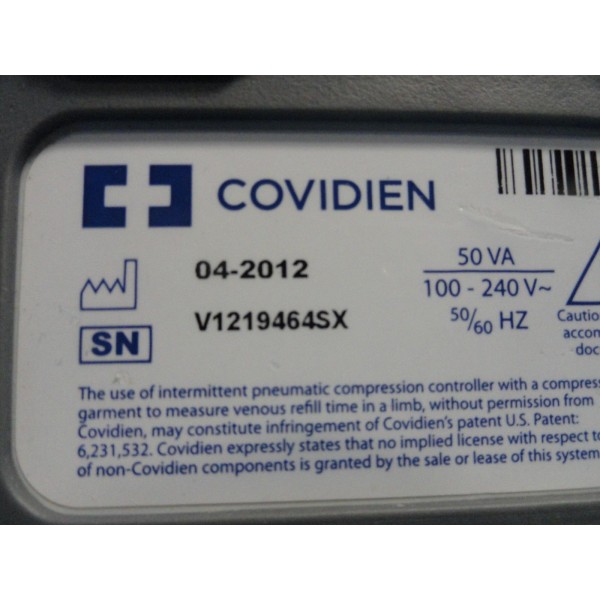 COVIDIEN
04-2012
SN V1219464SX
50 VA
100 - 240 V~
50/60 HZ
Cautio
accom
doc
The use of intermittent pneumatic compression controller with a compress
garment to measure venous refill time in a limb, without permission from
Covidien, may constitute infringement of Covidien's patent U.S. Patent:
6,231,532. Covidien expressly states that no implied license with respect to
of non-Covidien components is granted by the sale or lease of this system